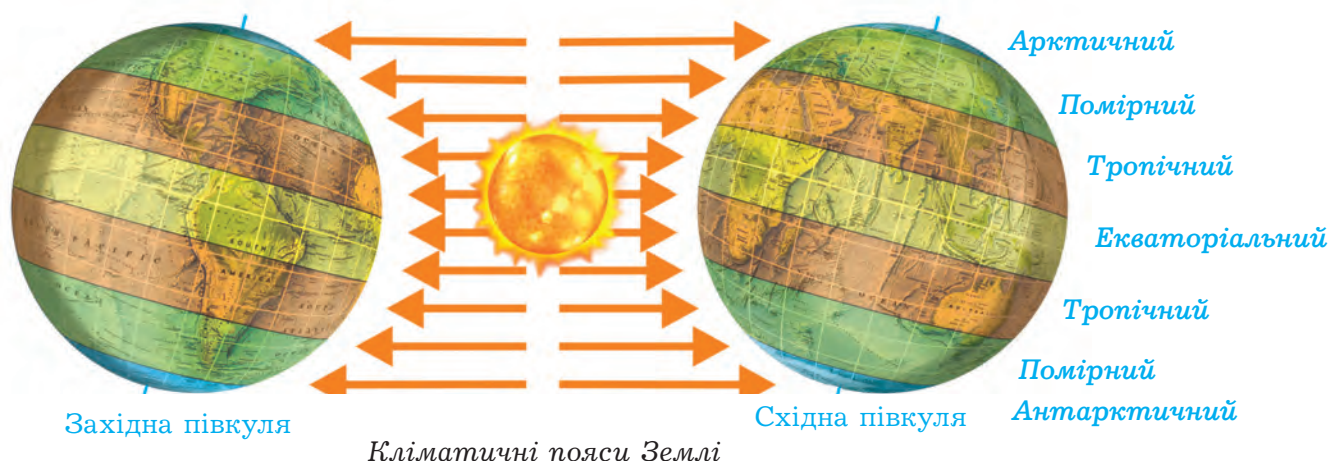 Арктичний
Помірний
Тропічний
Екваторіальний
Тропічний
Помірний
Антарктичний
Західна півкуля
Східна півкуля
Кліматичні пояси Землі